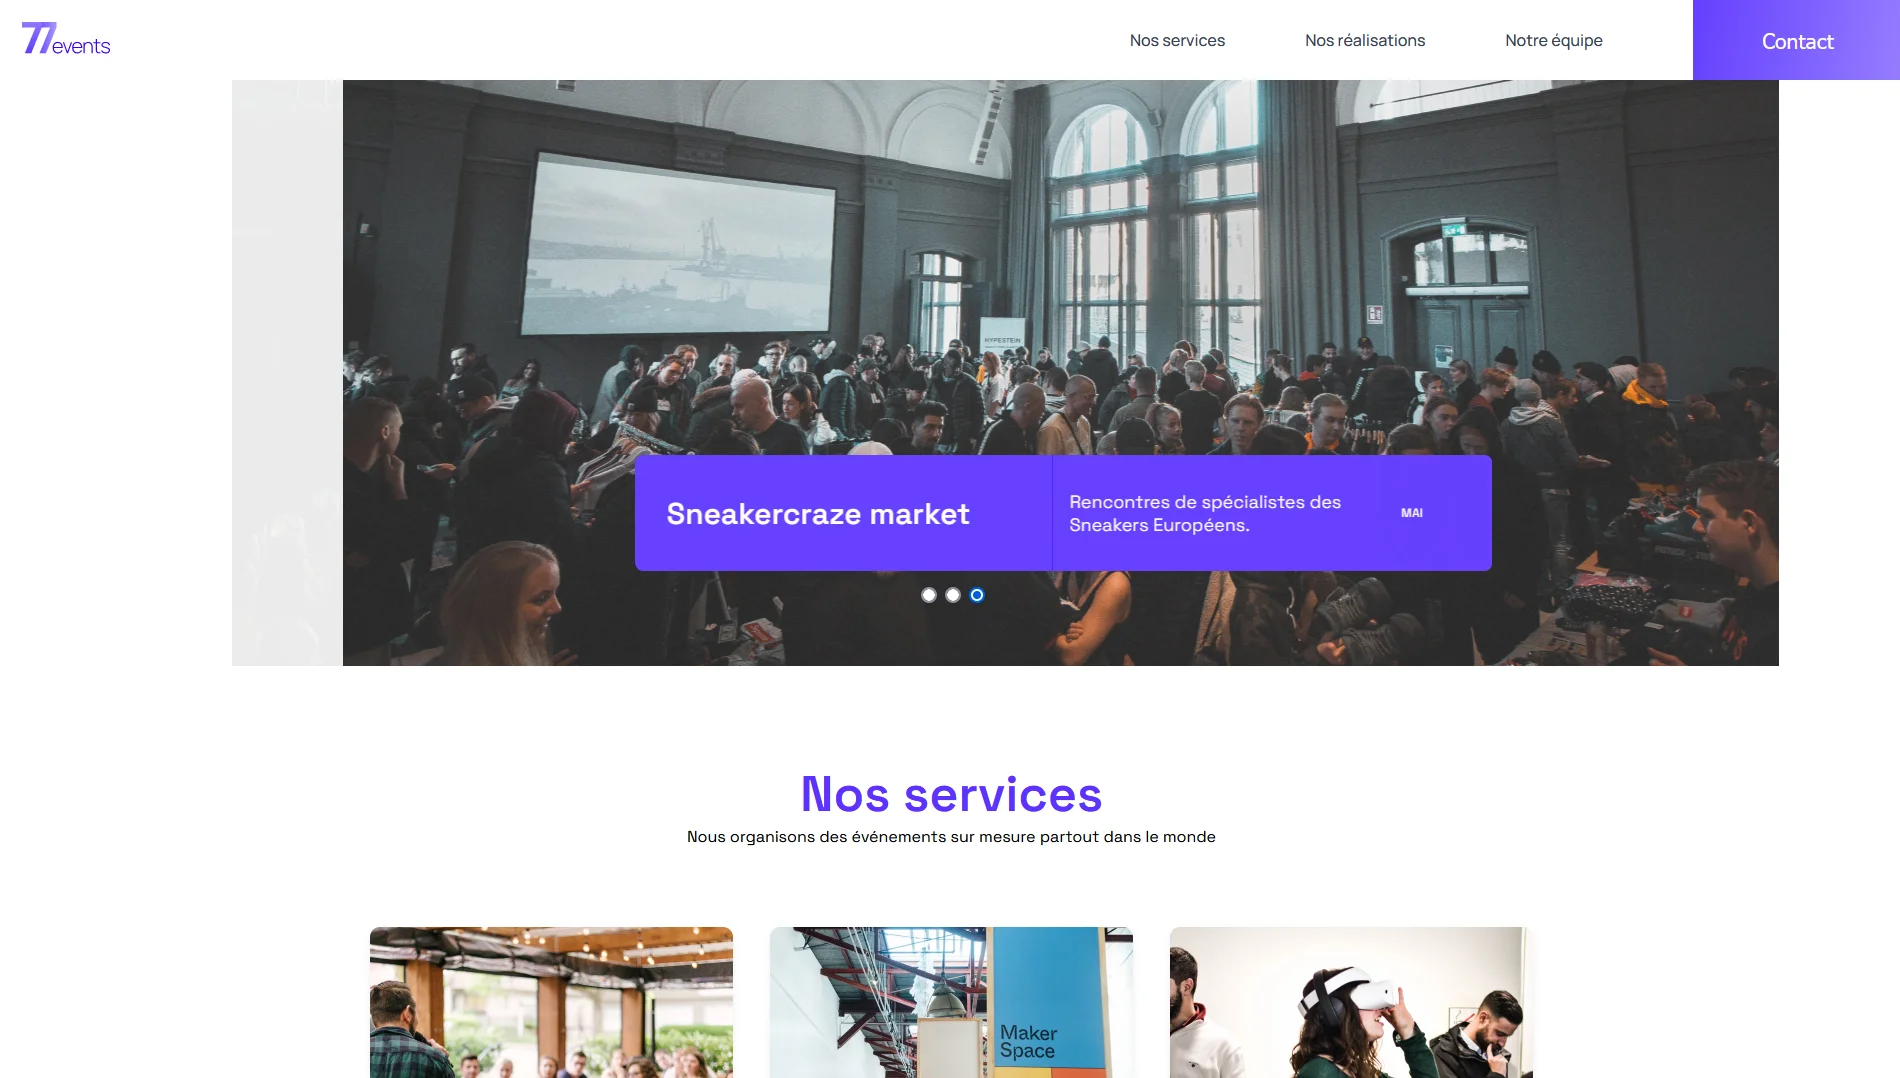 77events
Nos services
Nos réalisations
Notre équipe
Contact
HYPESTEIN
Sneakercraze market
Rencontres de spécialistes des
Sneakers Européens.
MAI
Nos services
Nous organisons des événements sur mesure partout dans le monde
Maker
Space